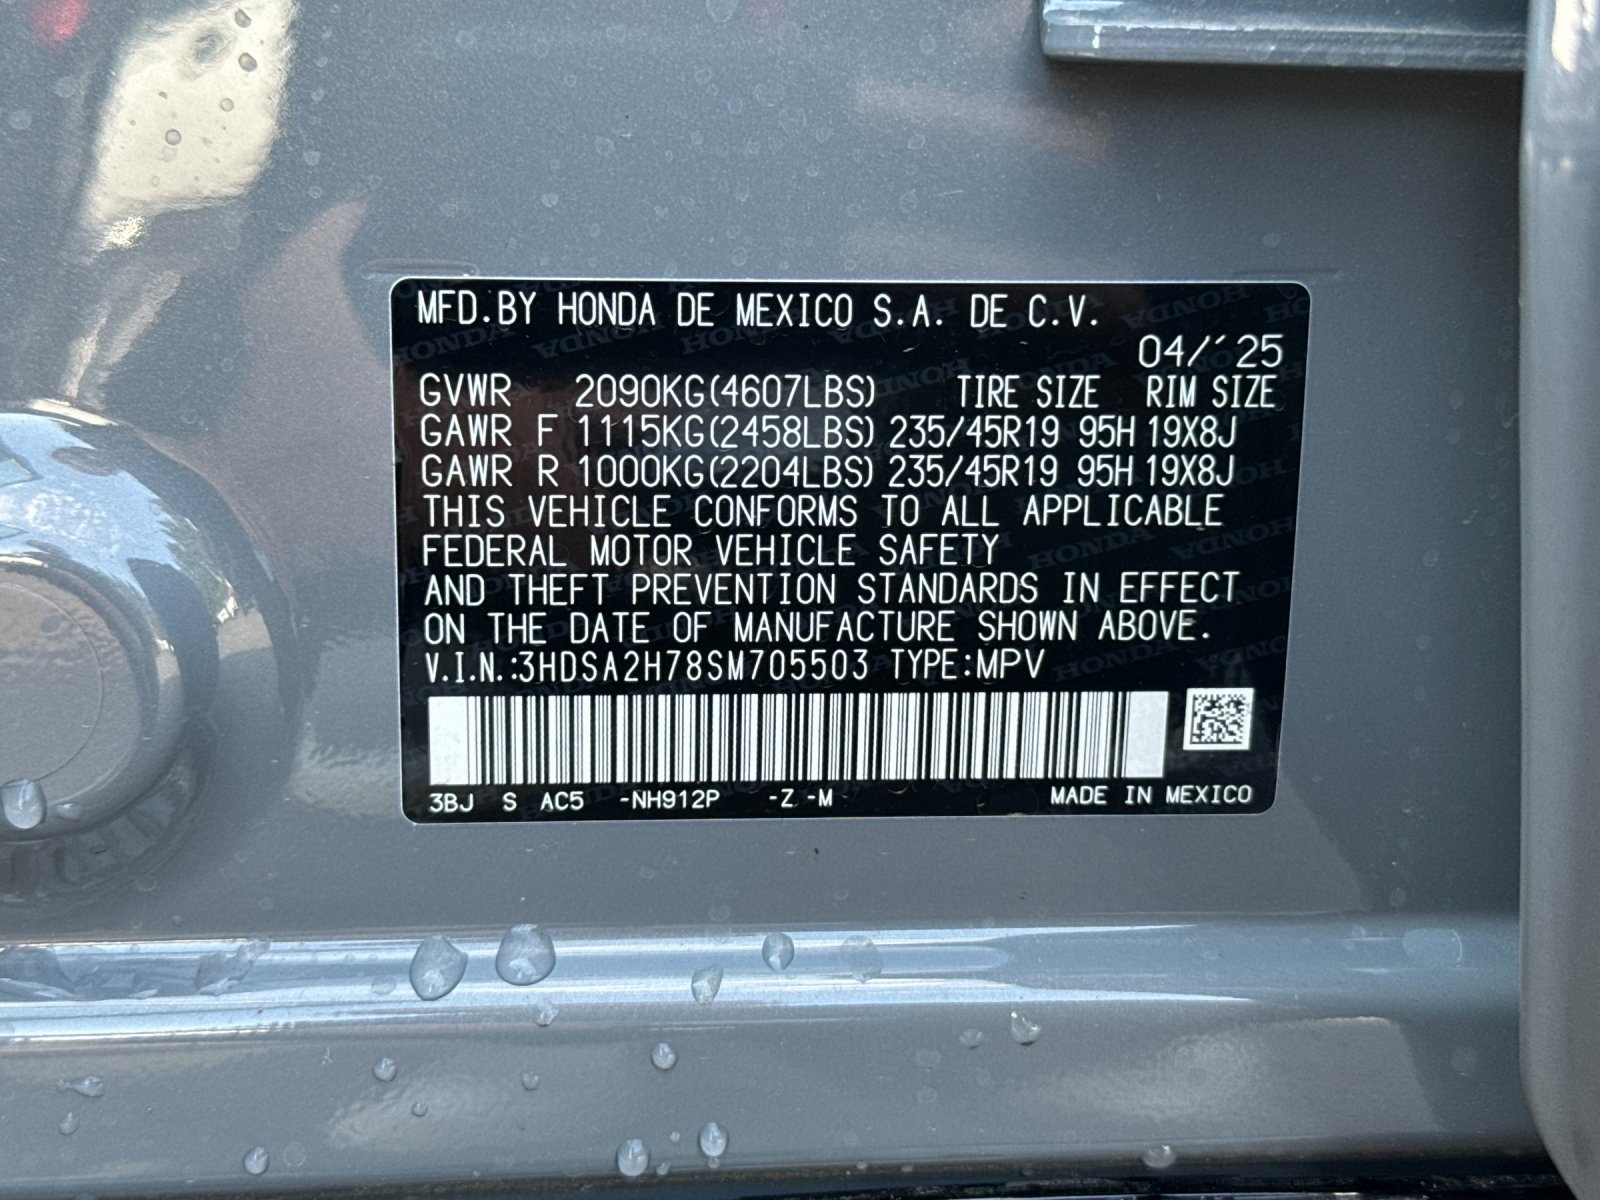 MFD.BY HONDA DE MEXICO S.A. DE C.V.
04/´25
GVWR 2090KG(4607LBS) TIRE SIZE RIM SIZE
GAWR F 1115KG(2458LBS) 235/45R19 95H 19X8J
GAWR R 1000KG(2204LBS) 235/45R19 95H 19X8J
THIS VEHICLE CONFORMS TO ALL APPLICABLE
FEDERAL MOTOR VEHICLE SAFETY
AND THEFT PREVENTION STANDARDS IN EFFECT
ON THE DATE OF MANUFACTURE SHOWN ABOVE.
V.I.N.:3HDSA2H78SM705503 TYPE:MPV
3BJ S AC5 -NH912P -Z -M MADE IN MEXICO